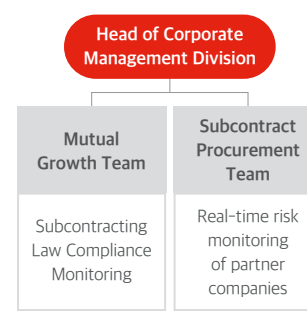 Head of Corporate
Management Division
Mutual
Growth Team
Subcontracting
Law Compliance
Monitoring
Subcontract
Procurement
Team
Real-time risk
monitoring
of partner
companies